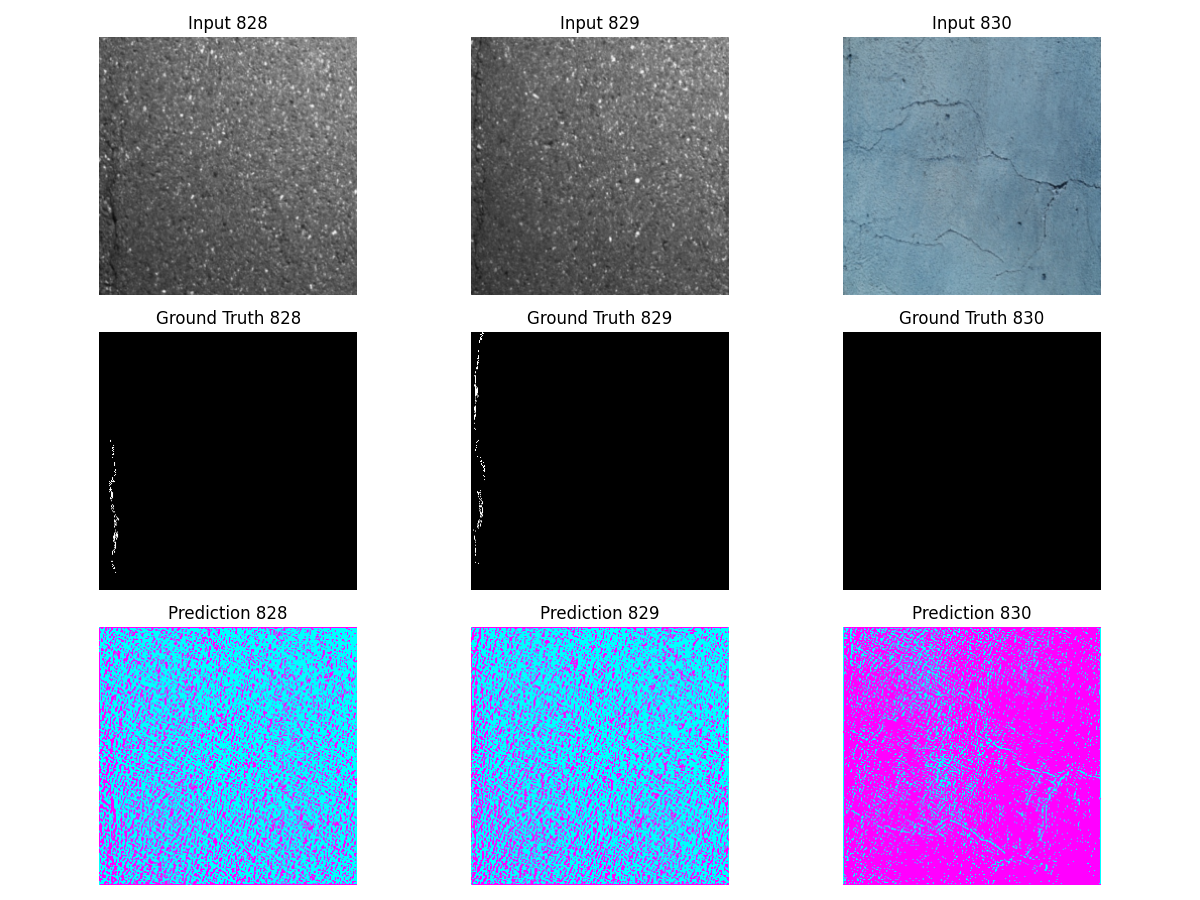 Input 828
Input 829
Input 830
Ground Truth 828
Ground Truth 829
Ground Truth 830
Prediction 828
Prediction 829
Prediction 830